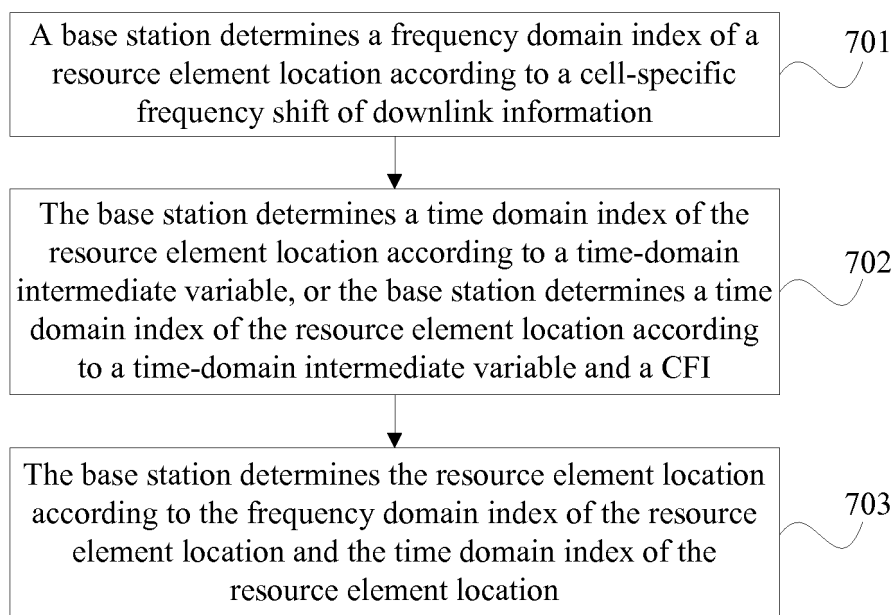 A base station determines a frequency domain index of a
resource element location according to a cell-specific
frequency shift of downlink information
701
The base station determines a time domain index of the
resource element location according to a time-domain
intermediate variable, or the base station determines a time
domain index of the resource element location according
to a time-domain intermediate variable and a CFI
702
The base station determines the resource element location
according to the frequency domain index of the resource
element location and the time domain index of the
resource element location
703